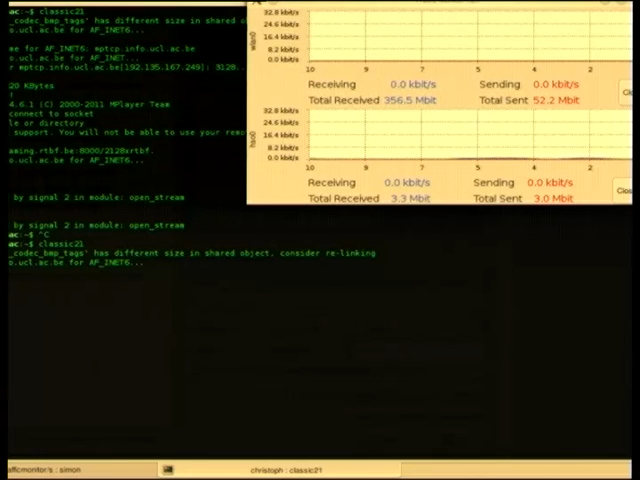 ac:~$ classic21
_codec_bmp_tags' has different size in shared o
o.ucl.ac.be for AF_INET6...
ae for AF_INET6: mptcp.info.ucl.ac.be
r mptcp.info.ucl.ac.be[192.135.167.249]: 3128...
20 KBytes
4.6.1 (C) 2000-2011 MPlayer Team
connect to socket
le or directory
support. You will not be able to use your remo
aming.rtbf.be:8000/2128xrtbf.
o.ucl.ac.be for AF_INET6...
by signal 2 in module: open_stream
by signal 2 in module: open_stream
ac:~$ ^C
ac:~$ classic21
_codec_bmp_tags' has different size in shared object, consider re-linking
o.ucl.ac.be for AF_INET6...
32.8 kbit/s
24.6 kbit/s
16.4 kbit/s
8.2 kbit/s
0.0 kbit/s
wlan0
10 9 7 6 4 2
Receiving 0.0 kbit/s Sending 0.0 kbit/s
Total Received 356.5 Mbit Total Sent 52.2 Mbit
32.8 kbit/s
24.6 kbit/s
16.4 kbit/s
8.2 kbit/s
0.0 kbit/s
hso0
10 9 7 6 4 2
Receiving 0.0 kbit/s Sending 0.0 kbit/s
Total Received 3.3 Mbit Total Sent 3.0 Mbit
Clos
afficmonitor/s : simon
christoph : classic21